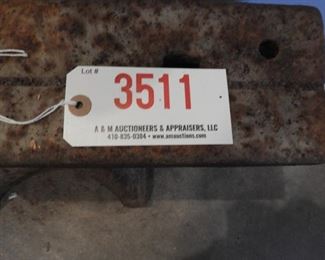 Lot #
3511
A & M AUCTIONEERS & APPRAISERS, LLC
410-835-0384 • www.amauctions.com